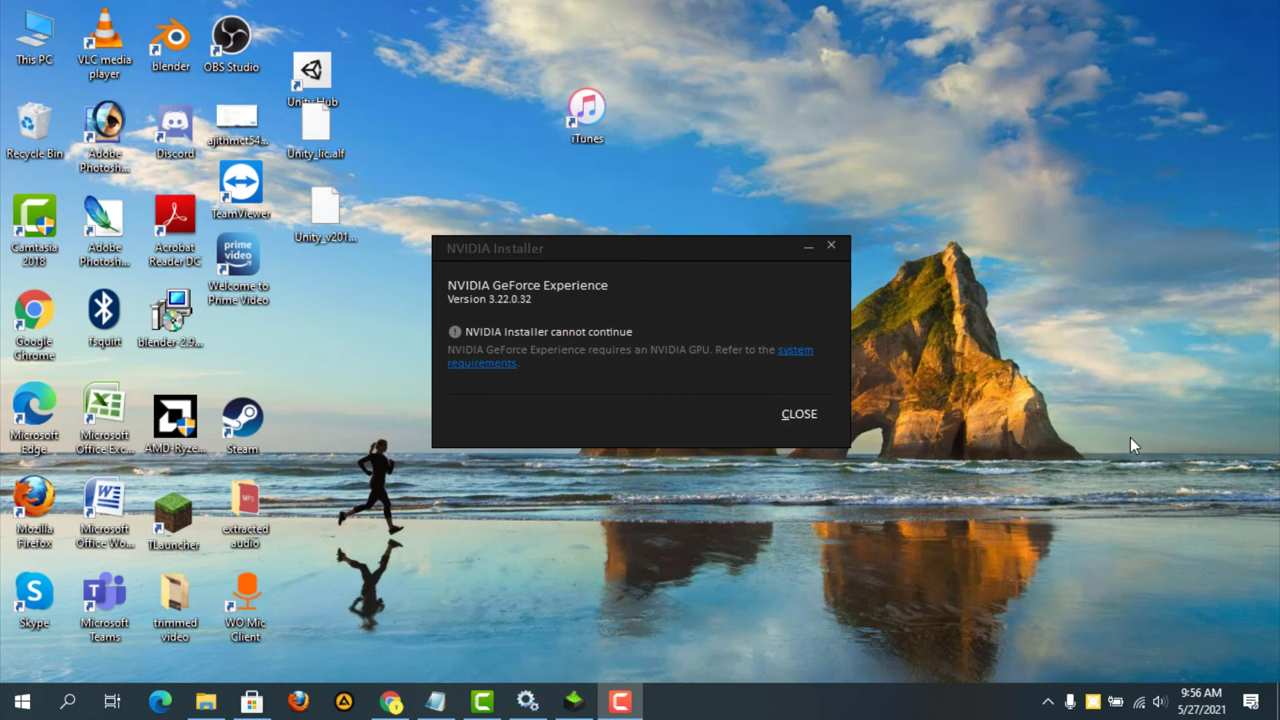 This PC
VLC media
player
blender
OBS Studio
Unity Hub
iTunes
Recycle Bin
Adobe
Photosh...
Discord
ajithmct54...
Unity_lic.alf
Camtasia
2018
Adobe
Photosh...
Acrobat
Reader DC
TeamViewer
Unity_v201...
prime
video
Welcome to
Prime Video
NVIDIA Installer
NVIDIA GeForce Experience
Version 3.22.0.32
NVIDIA Installer cannot continue
NVIDIA GeForce Experience requires an NVIDIA GPU. Refer to the system
requirements.
CLOSE
Google
Chrome
fsquirt
blender-2.9...
Microsoft
Edge
Microsoft
Office Exc...
AMD-Ryze...
Steam
Mozilla
Firefox
Microsoft
Office Wo...
TLauncher
MP3
extracted
audio
Skype
Microsoft
Teams
trimmed
video
WO Mic
Client
9:56 AM
5/27/2021